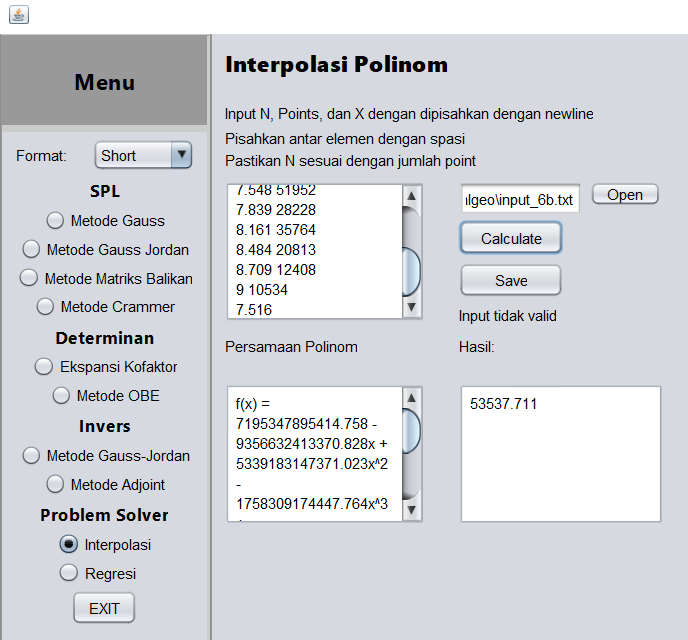 Menu
Format:
Short
SPL
Metode Gauss
Metode Gauss Jordan
Metode Matriks Balikan
Metode Crammer
Determinan
Ekspansi Kofaktor
Metode OBE
Invers
Metode Gauss-Jordan
Metode Adjoint
Problem Solver
Interpolasi
Regresi
EXIT
Interpolasi Polinom
Input N, Points, dan X dengan dipisahkan dengan newline
Pisahkan antar elemen dengan spasi
Pastikan N sesuai dengan jumlah point
7.548 51952
7.839 28228
8.161 35764
8.484 20813
8.709 12408
9 10534
7.516
ılgeo\input_6b.txt
Open
Calculate
Save
Input tidak valid
Persamaan Polinom
Hasil:
f(x) =
7195347895414.758 -
9356632413370.828x +
5339183147371.023x^2
-
1758309174447.764x^3
53537.711